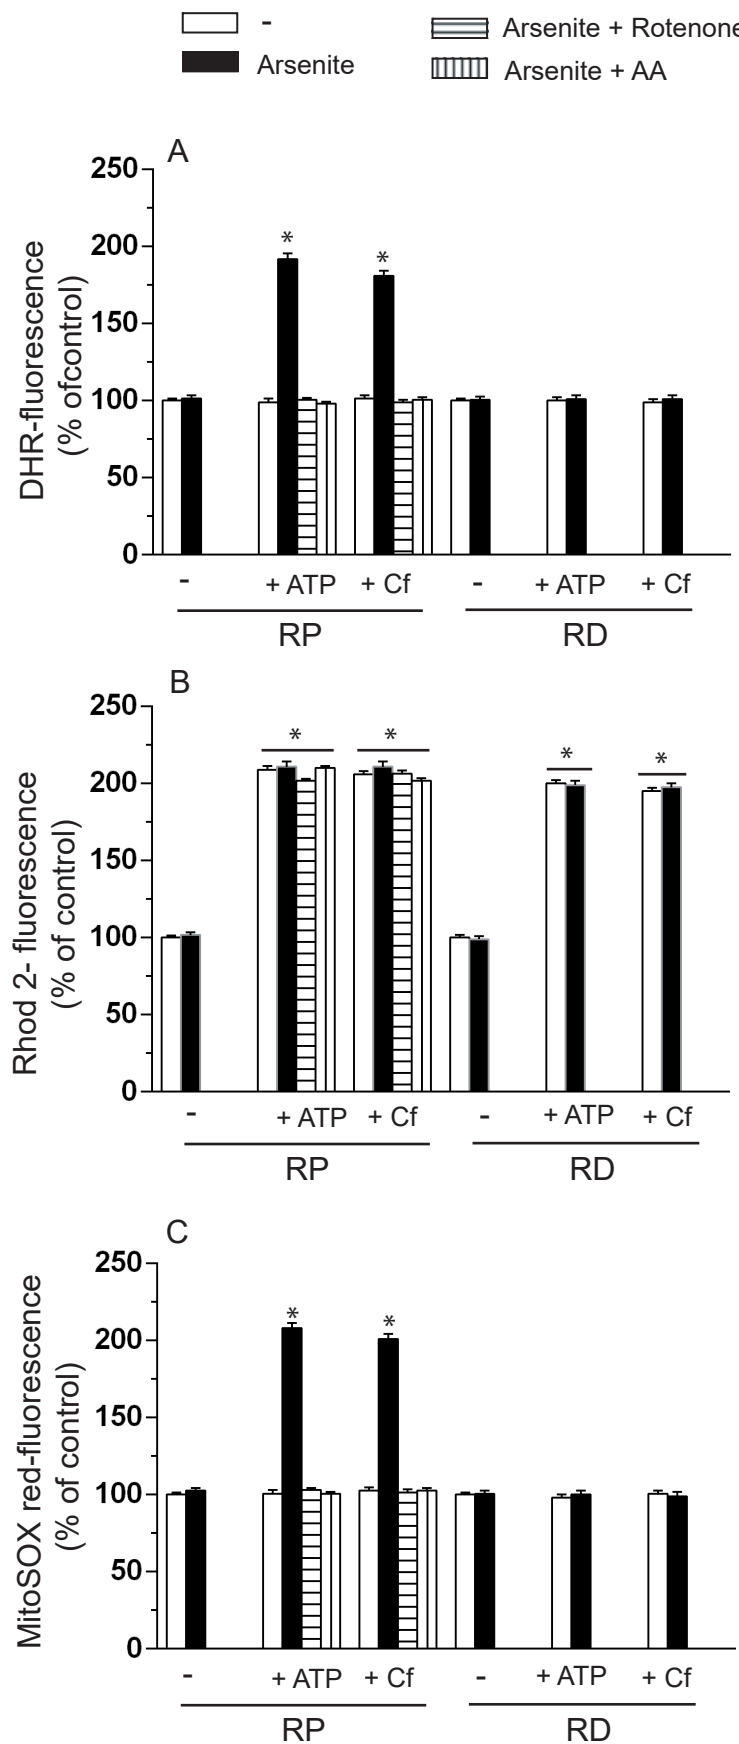 -
Arsenite
Arsenite + Rotenone
Arsenite + AA
A
DHR-fluorescence
(% ofcontrol)
250
200
150
100
50
0
*
*
-
+ ATP
+ Cf
-
+ ATP
+ Cf
RP
RD
B
Rhod 2- fluorescence
(% of control)
250
200
150
100
50
0
*
*
*
*
-
+ ATP
+ Cf
-
+ ATP
+ Cf
RP
RD
C
MitoSOX red-fluorescence
(% of control)
250
200
150
100
50
0
*
*
-
+ ATP
+ Cf
-
+ ATP
+ Cf
RP
RD